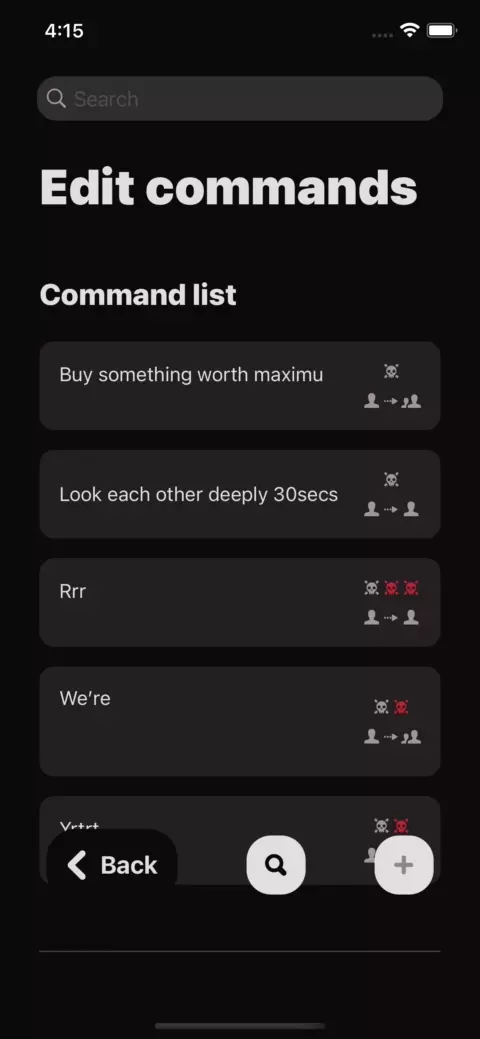 4:15
Search
Edit commands
Command list
Buy something worth maximu
Look each other deeply 30secs
Rrr
We’re
Yrtrt
Back